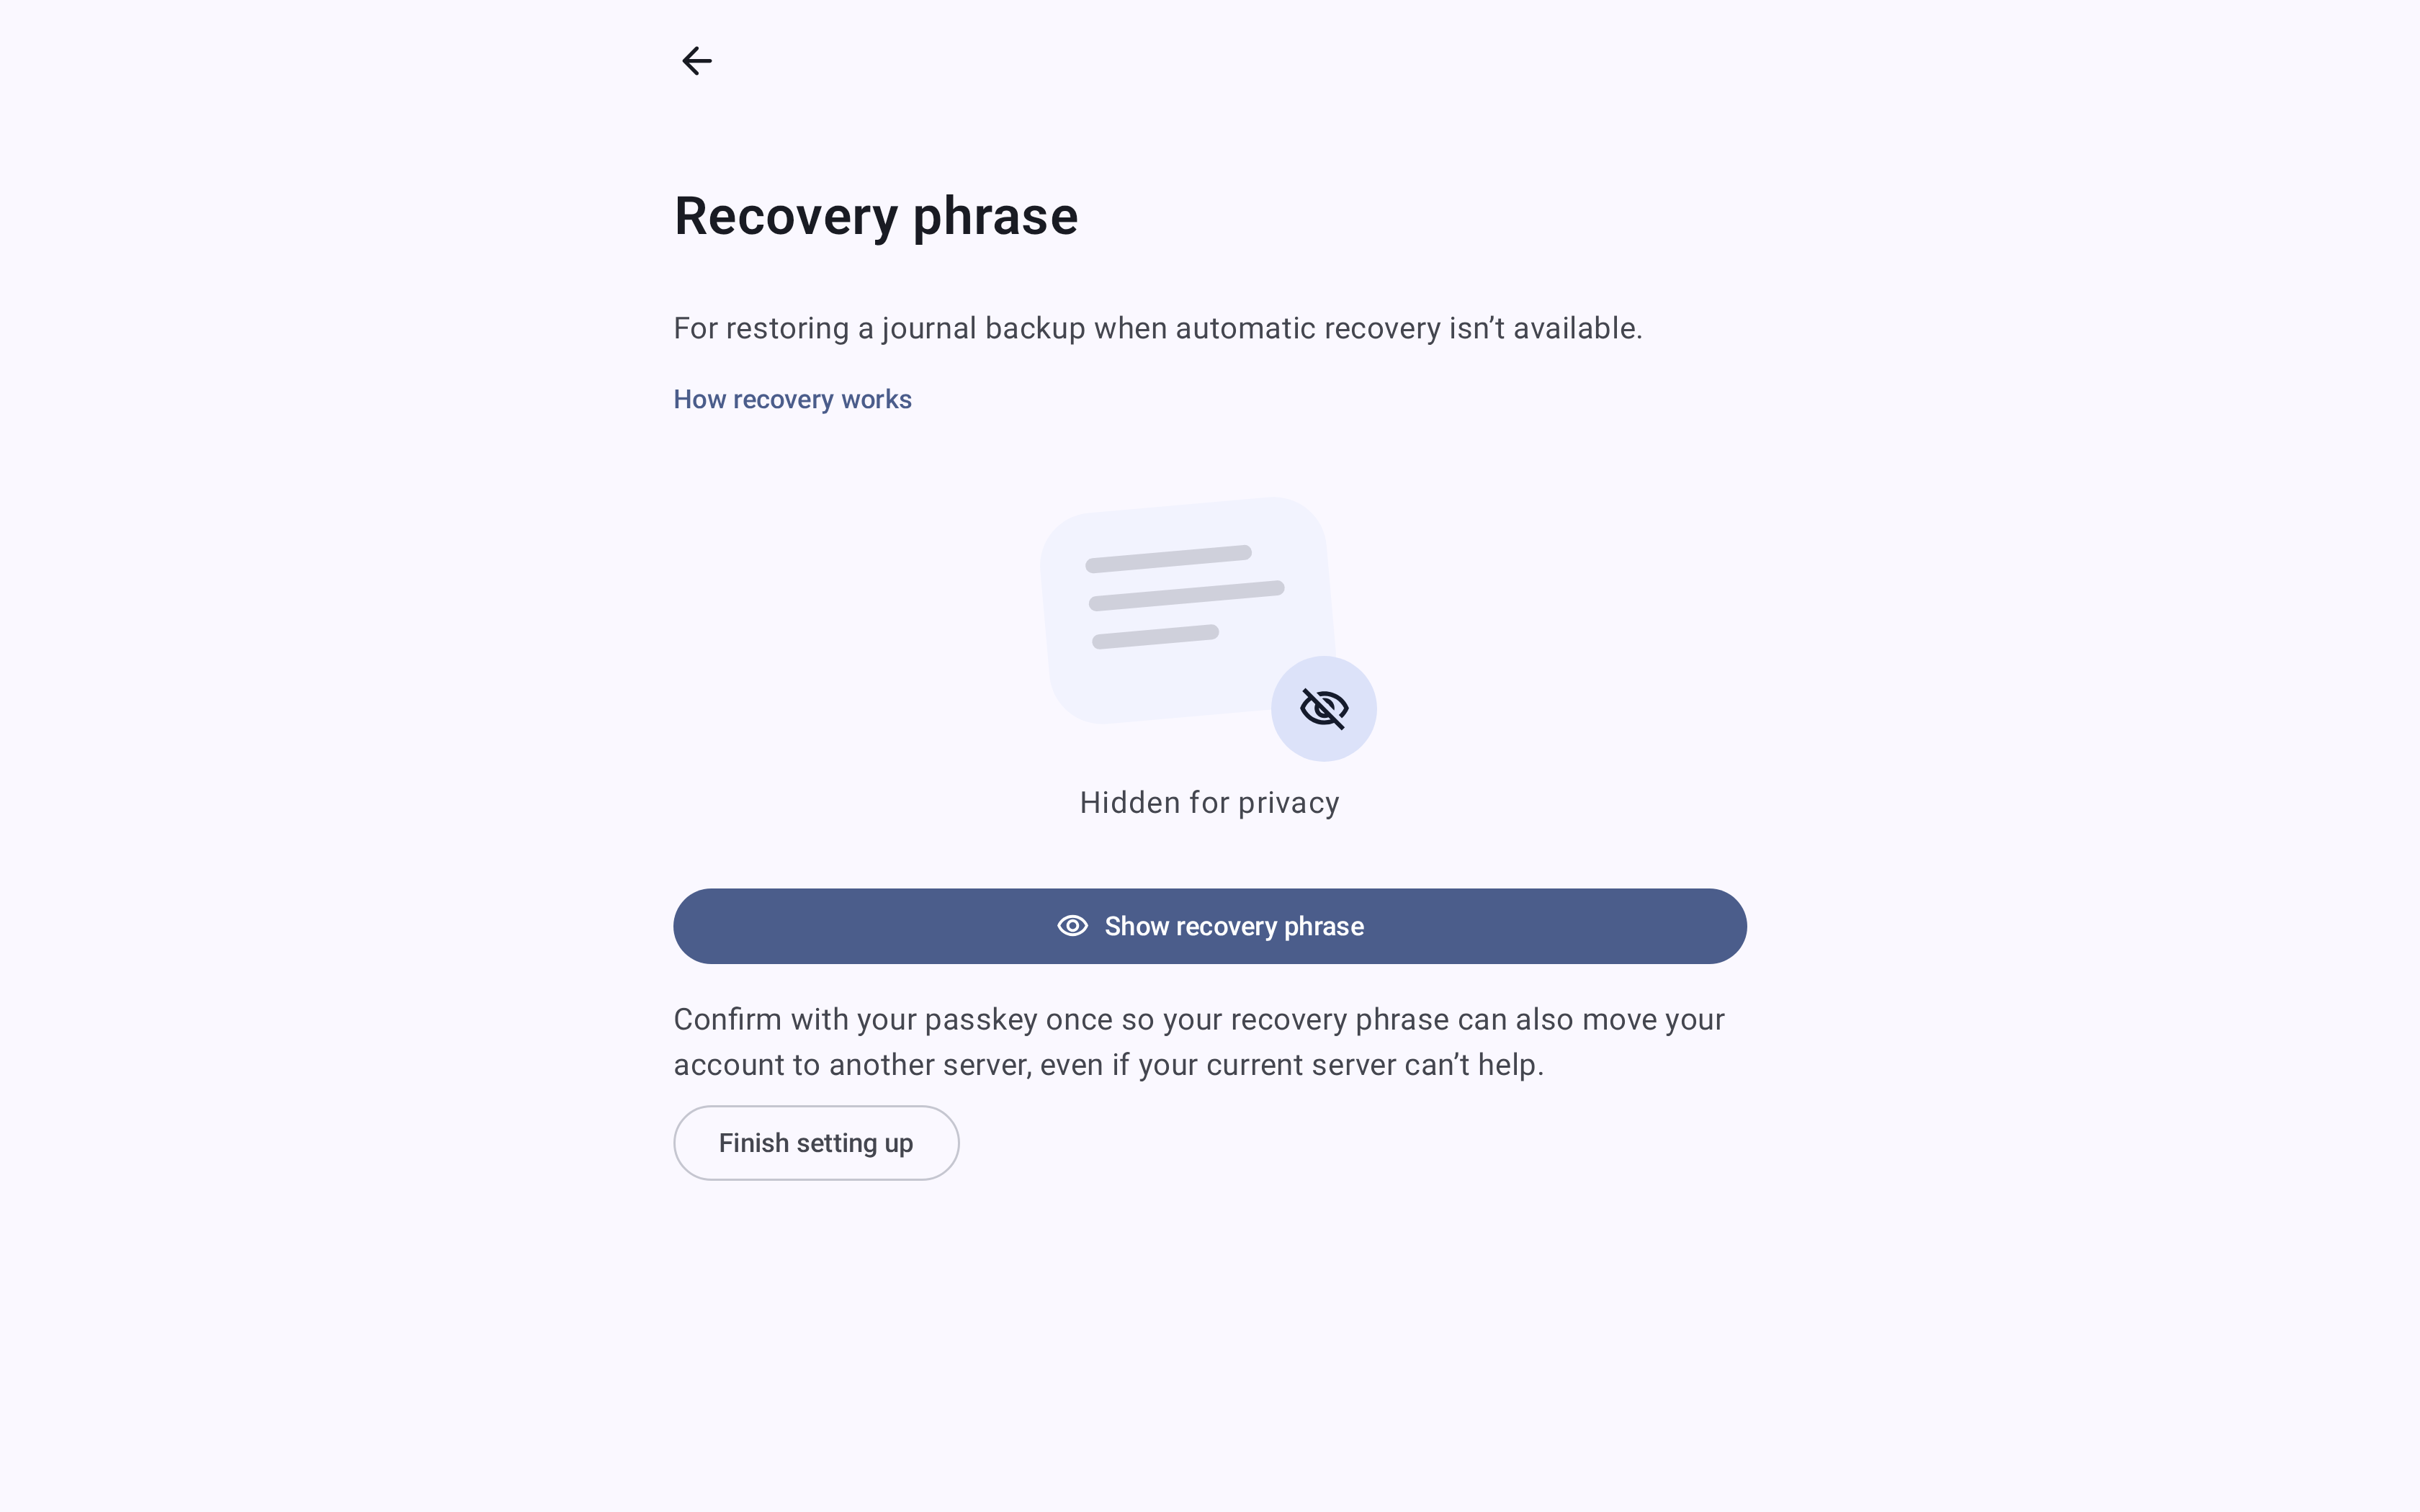 Recovery phrase
For restoring a journal backup when automatic recovery isn’t available.
How recovery works
Hidden for privacy
Show recovery phrase
Confirm with your passkey once so your recovery phrase can also move your
account to another server, even if your current server can’t help.
Finish setting up